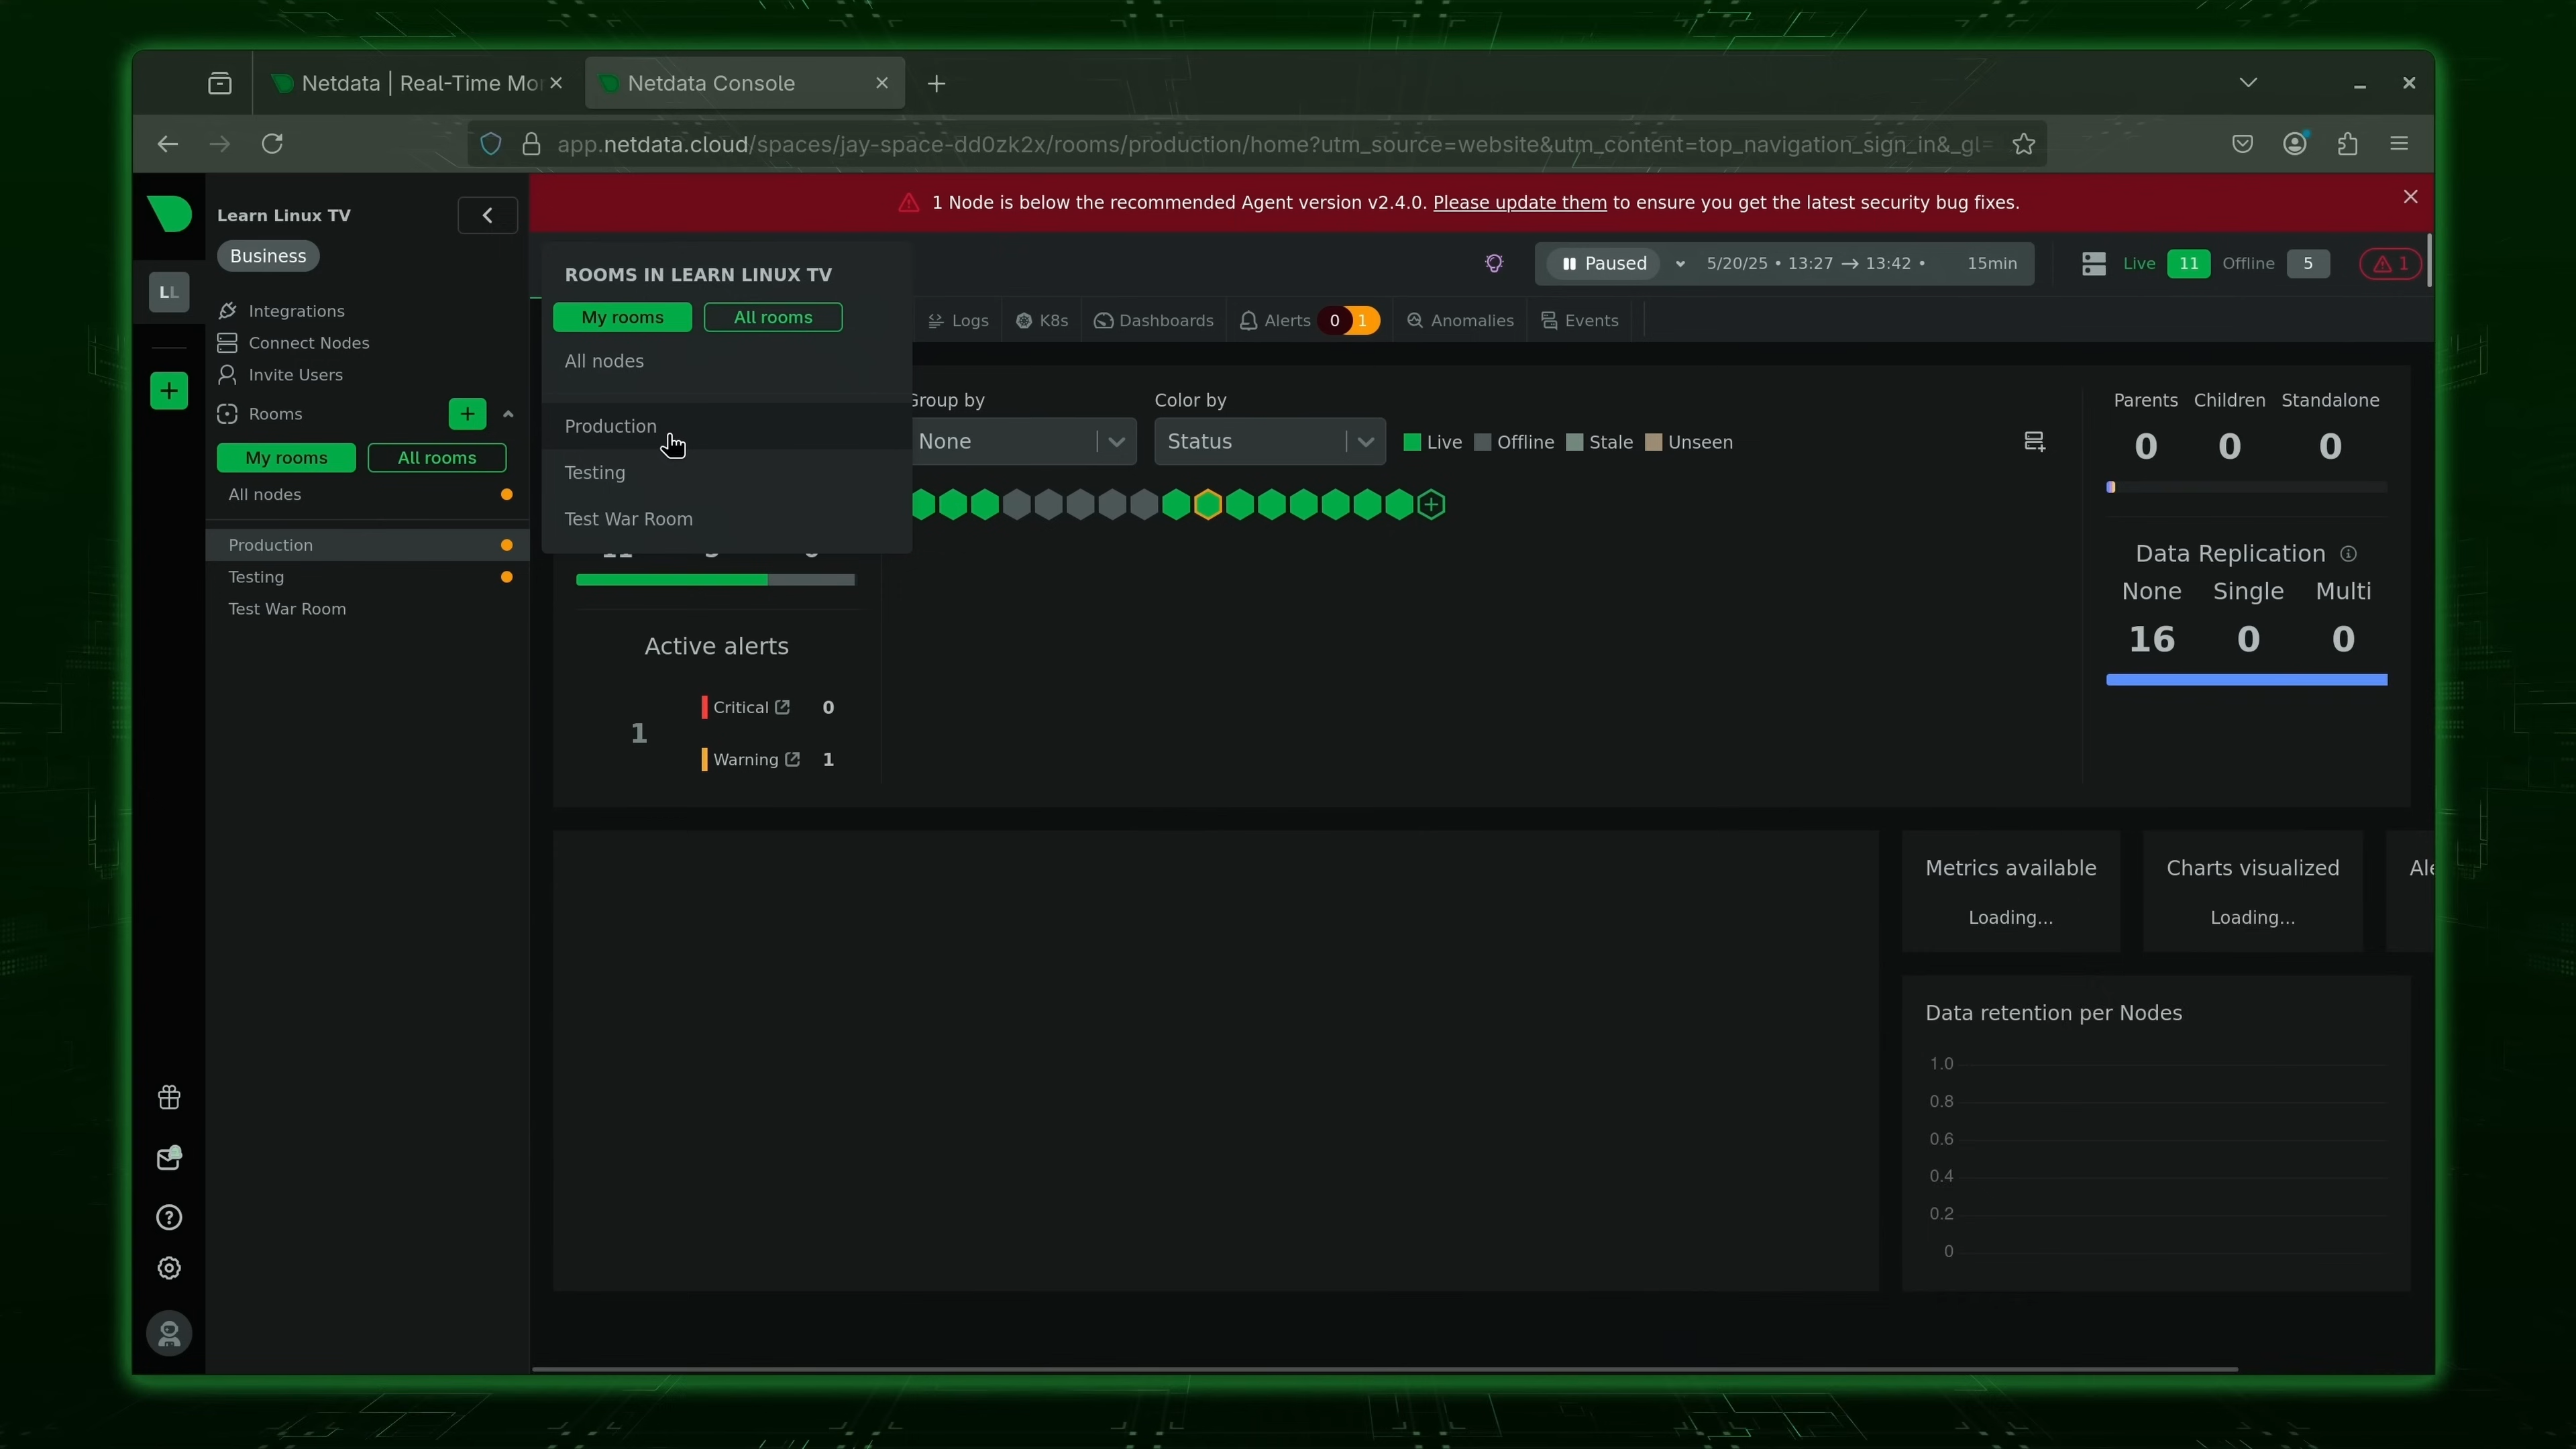 Netdata | Real-Time Mo
Netdata Console
app.netdata.cloud/spaces/jay-space-dd0zk2x/rooms/production/home?utm_source=website&utm_content=top_navigation_sign_in&_gl=
Learn Linux TV
Business
LL
Integrations
Connect Nodes
Invite Users
Rooms
My rooms
All rooms
All nodes
Production
Testing
Test War Room
1 Node is below the recommended Agent version v2.4.0. Please update them to ensure you get the latest security bug fixes.
ROOMS IN LEARN LINUX TV
My rooms
All rooms
All nodes
Production
Testing
Test War Room
Paused
5/20/25 • 13:27 → 13:42 •
15min
Live 11 Offline 5
1
Logs
K8s
Dashboards
Alerts 0 1
Anomalies
Events
Group by
None
Color by
Status
Live Offline Stale Unseen
Parents Children Standalone
0 0 0
Data Replication
None Single Multi
16 0 0
Active alerts
1
Critical 0
Warning 1
Metrics available
Loading...
Charts visualized
Loading...
Data retention per Nodes
1.0
0.8
0.6
0.4
0.2
0